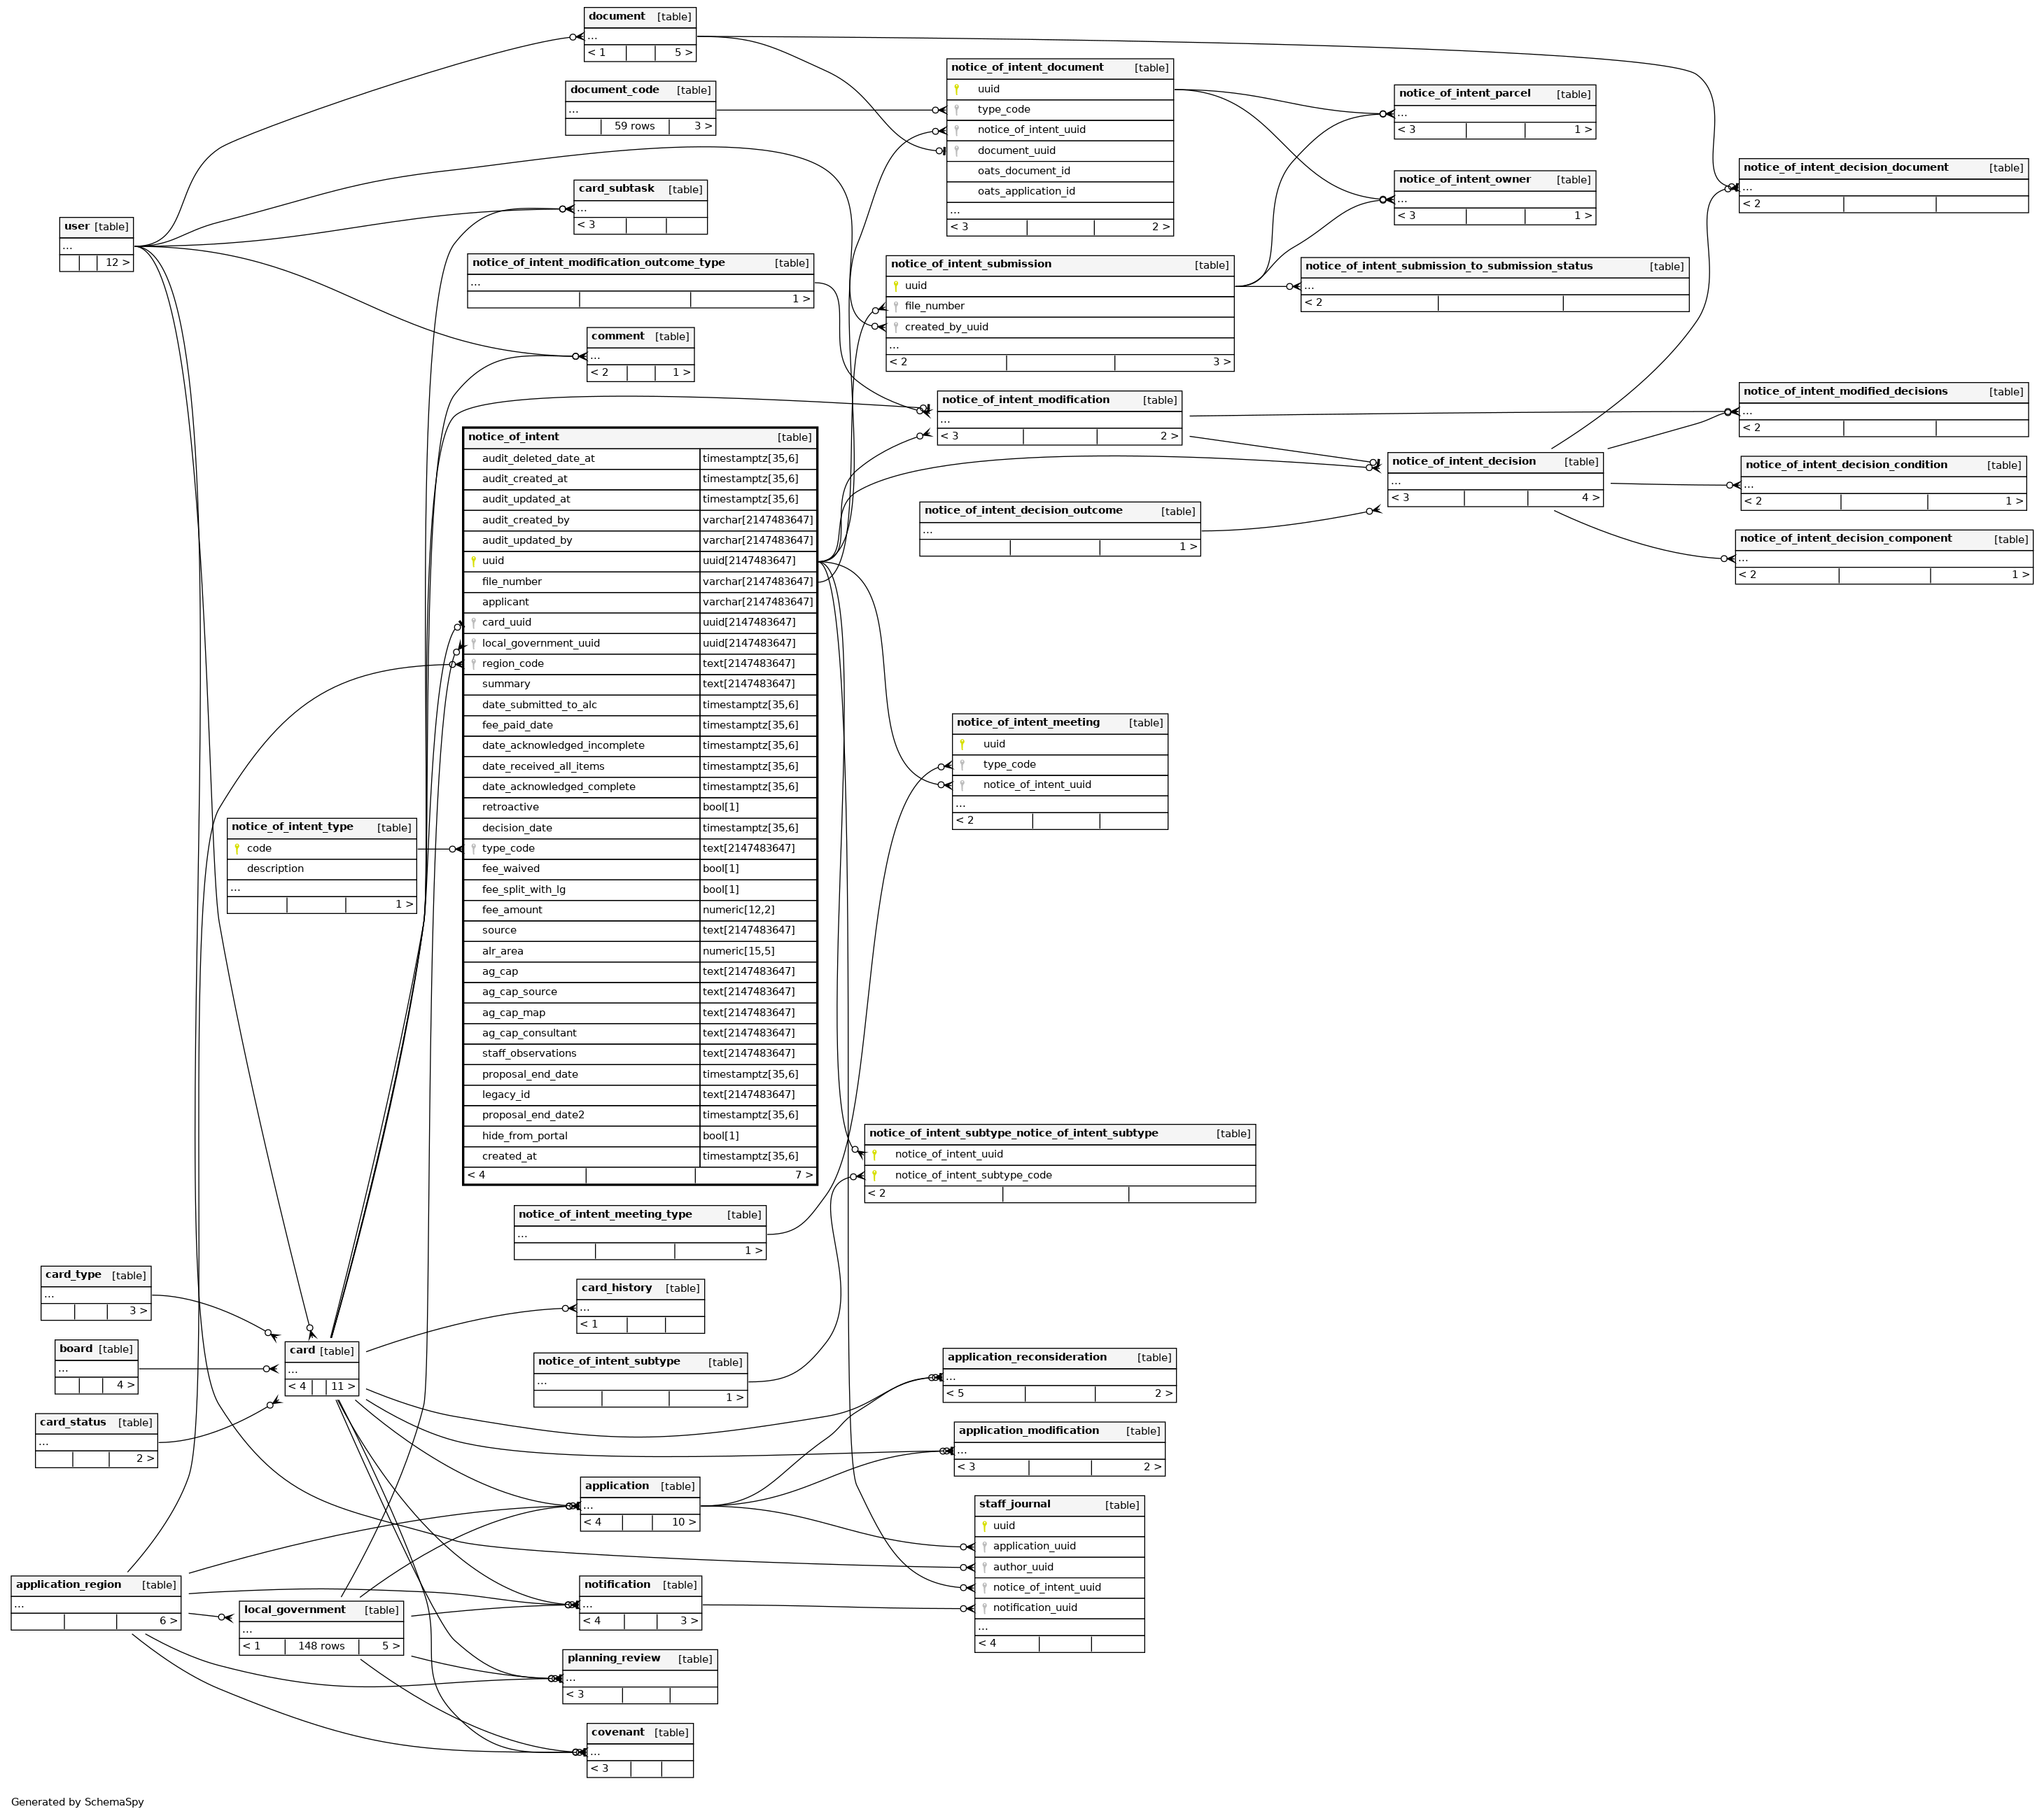 document [table]
...
< 1 5 >
document_code [table]
...
59 rows 3 >
card_subtask [table]
...
< 3
user [table]
...
12 >
notice_of_intent_modification_outcome_type [table]
...
1 >
comment [table]
...
< 2 1 >
notice_of_intent_document [table]
uuid
type_code
notice_of_intent_uuid
document_uuid
oats_document_id
oats_application_id
...
< 3 2 >
notice_of_intent_parcel [table]
...
< 3 1 >
notice_of_intent_owner [table]
...
< 3 1 >
notice_of_intent_decision_document [table]
...
< 2
notice_of_intent_submission [table]
uuid
file_number
created_by_uuid
...
< 2 3 >
notice_of_intent_submission_to_submission_status [table]
...
< 2
notice_of_intent_modification [table]
...
< 3 2 >
notice_of_intent_modified_decisions [table]
...
< 2
notice_of_intent_decision [table]
...
< 3 4 >
notice_of_intent_decision_condition [table]
...
< 2 1 >
notice_of_intent_decision_outcome [table]
...
1 >
notice_of_intent_decision_component [table]
...
< 2 1 >
notice_of_intent [table]
audit_deleted_date_at timestamptz[35,6]
audit_created_at timestamptz[35,6]
audit_updated_at timestamptz[35,6]
audit_created_by varchar[2147483647]
audit_updated_by varchar[2147483647]
uuid uuid[2147483647]
file_number varchar[2147483647]
applicant varchar[2147483647]
card_uuid uuid[2147483647]
local_government_uuid uuid[2147483647]
region_code text[2147483647]
summary text[2147483647]
date_submitted_to_alc timestamptz[35,6]
fee_paid_date timestamptz[35,6]
date_acknowledged_incomplete timestamptz[35,6]
date_received_all_items timestamptz[35,6]
date_acknowledged_complete timestamptz[35,6]
retroactive bool[1]
decision_date timestamptz[35,6]
type_code text[2147483647]
fee_waived bool[1]
fee_split_with_lg bool[1]
fee_amount numeric[12,2]
source text[2147483647]
alr_area numeric[15,5]
ag_cap text[2147483647]
ag_cap_source text[2147483647]
ag_cap_map text[2147483647]
ag_cap_consultant text[2147483647]
staff_observations text[2147483647]
proposal_end_date timestamptz[35,6]
legacy_id text[2147483647]
proposal_end_date2 timestamptz[35,6]
hide_from_portal bool[1]
created_at timestamptz[35,6]
< 4 7 >
notice_of_intent_meeting [table]
uuid
type_code
notice_of_intent_uuid
...
< 2
notice_of_intent_type [table]
code
description
...
1 >
notice_of_intent_subtype_notice_of_intent_subtype [table]
notice_of_intent_uuid
notice_of_intent_subtype_code
< 2
notice_of_intent_meeting_type [table]
...
1 >
card_type [table]
...
3 >
card_history [table]
...
< 1
board [table]
...
4 >
card [table]
...
< 4 11 >
notice_of_intent_subtype [table]
...
1 >
application_reconsideration [table]
...
< 5 2 >
card_status [table]
...
2 >
application_modification [table]
...
< 3 2 >
application [table]
...
< 4 10 >
staff_journal [table]
uuid
application_uuid
author_uuid
notice_of_intent_uuid
notification_uuid
...
< 4
application_region [table]
...
6 >
local_government [table]
...
< 1 148 rows 5 >
notification [table]
...
< 4 3 >
planning_review [table]
...
< 3
covenant [table]
...
< 3
Generated by SchemaSpy